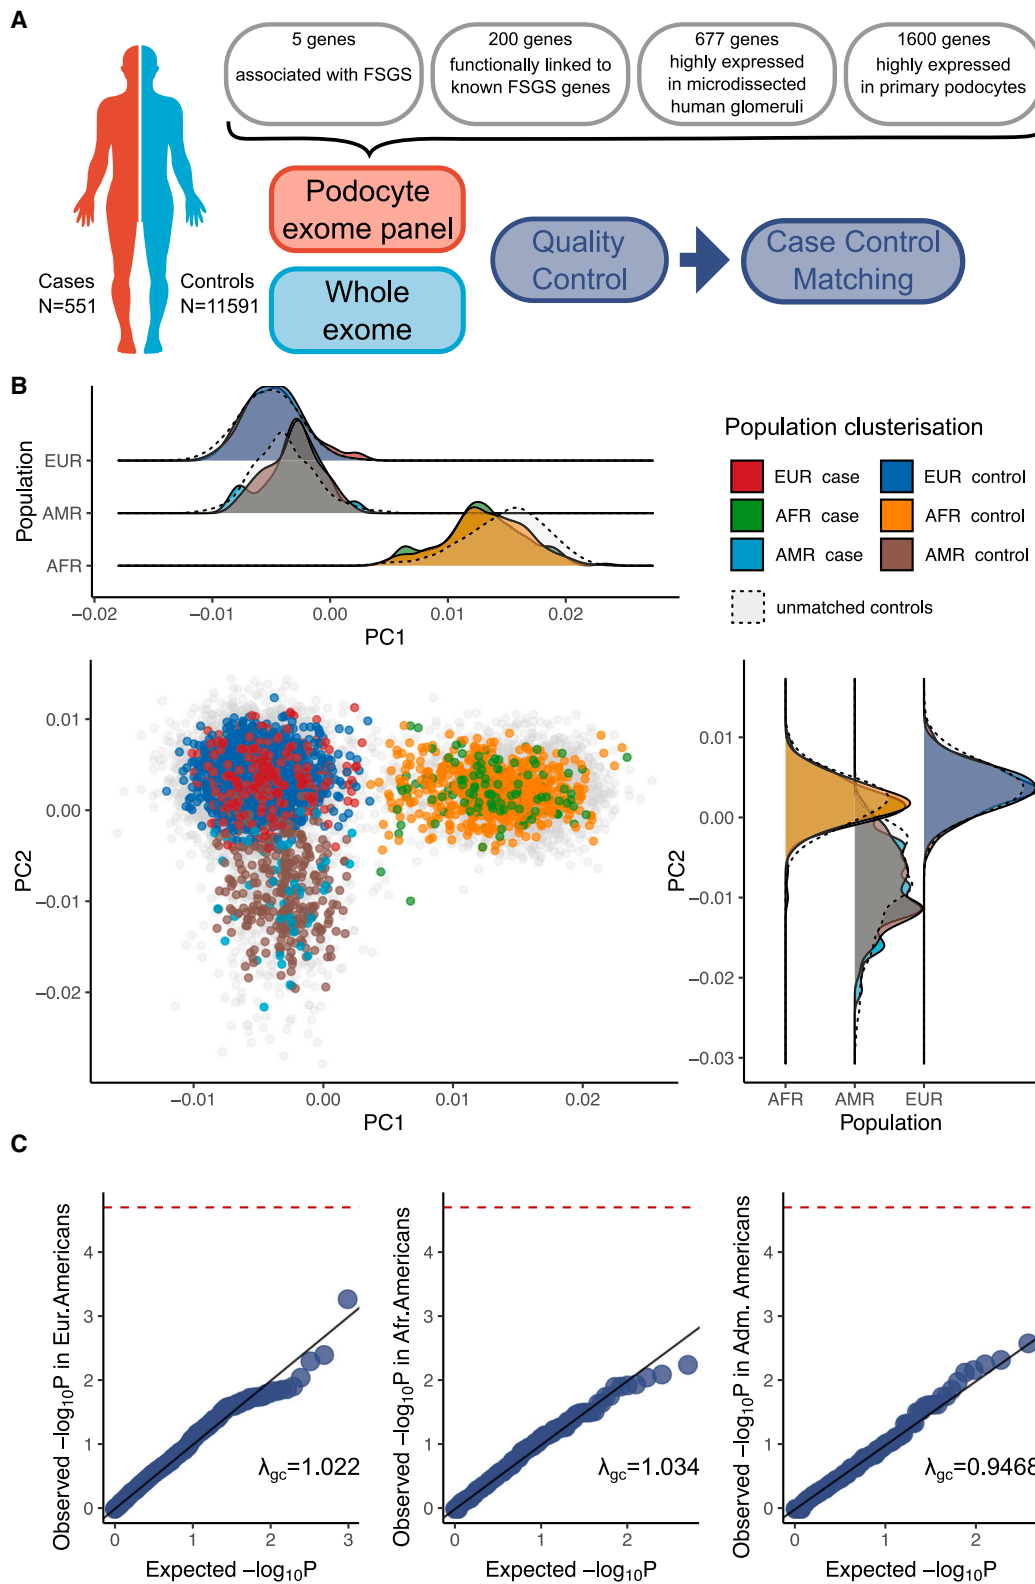 A
5 genes
associated with FSGS
200 genes
functionally linked to
known FSGS genes
677 genes
highly expressed
in microdissected
human glomeruli
1600 genes
highly expressed
in primary podocytes
Podocyte
exome panel
Whole
exome
Quality
Control
Case Control
Matching
Cases
N=551
Controls
N=11591
B
Population
EUR
AMR
AFR
−0.02
−0.01
0.00
0.01
0.02
PC1
Population clusterisation
EUR case
EUR control
AFR case
AFR control
AMR case
AMR control
unmatched controls
PC2
0.01
0.00
−0.01
−0.02
−0.01
0.00
0.01
0.02
PC1
PC2
0.01
0.00
−0.01
−0.02
−0.03
AFR
AMR
EUR
Population
C
Observed −log₁₀P in Eur.Americans
4
3
2
1
0
λgc=1.022
0
1
2
3
Expected −log₁₀P
Observed −log₁₀P in Afr.Americans
4
3
2
1
0
λgc=1.034
0
1
2
Expected −log₁₀P
Observed −log₁₀P in Adm. Americans
4
3
2
1
0
λgc=0.9468
0
1
2
Expected −log₁₀P